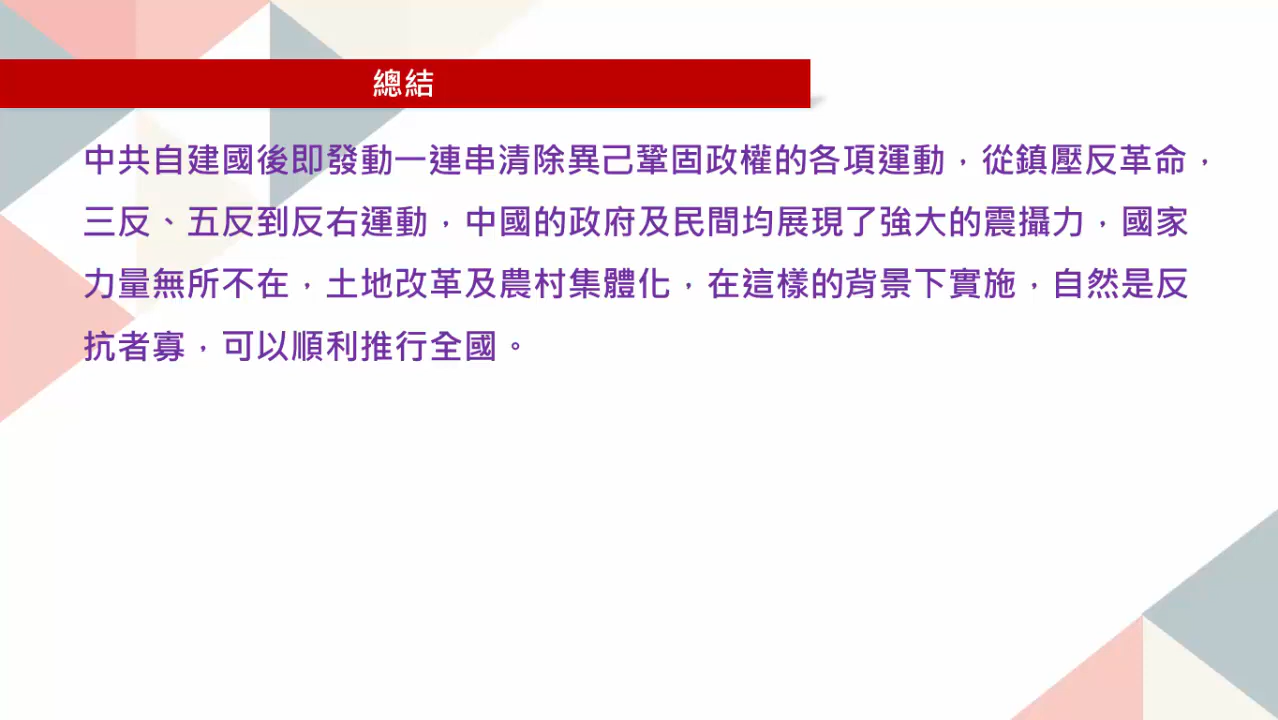 總結
中共自建國後即發動一連串清除異己鞏固政權的各項運動，從鎮壓反革命，
三反、五反到反右運動，中國的政府及民間均展現了強大的震攝力，國家
力量無所不在，土地改革及農村集體化，在這樣的背景下實施，自然是反
抗者寡，可以順利推行全國。